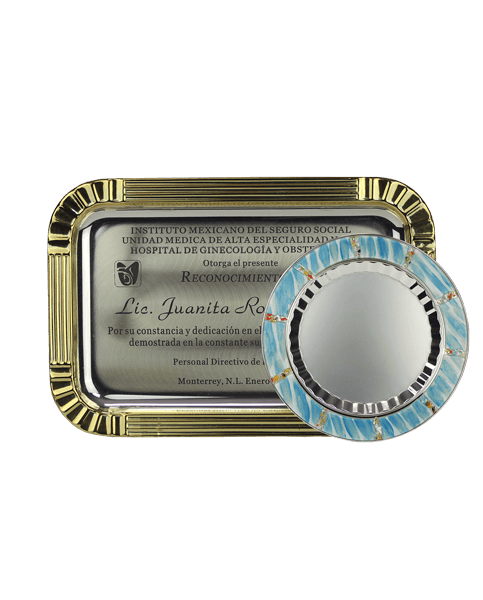 INSTITUTO MEXICANO DEL SEGURO SOCIAL
UNIDAD MEDICA DE ALTA ESPECIALIDAD
HOSPITAL DE GINECOLOGÍA Y
Otorga el presente
Lic. Juanita
Por su constancia y dedicación en el
demostrada en la constante
Personal Directivo de
Monterrey, N.L. Enero